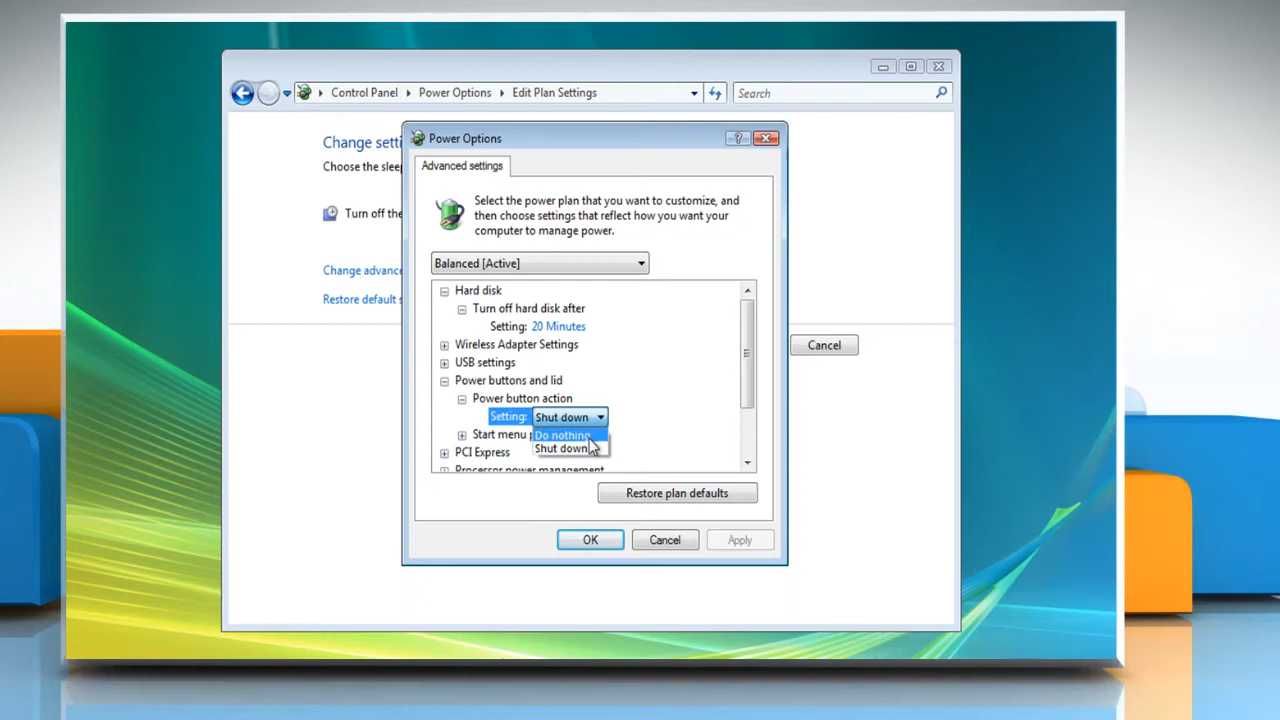 Control Panel
Power Options
Edit Plan Settings
Search
Change setti
Choose the slee
Turn off the
Change advanc
Restore default s
Cancel
Power Options
?
Advanced settings
Select the power plan that you want to customize, and
then choose settings that reflect how you want your
computer to manage power.
Balanced [Active]
Hard disk
Turn off hard disk after
Setting: 20 Minutes
Wireless Adapter Settings
USB settings
Power buttons and lid
Power button action
Setting: Shut down
Do nothing
Start menu p
Shut down
PCI Express
Processor power management
Restore plan defaults
OK
Cancel
Apply